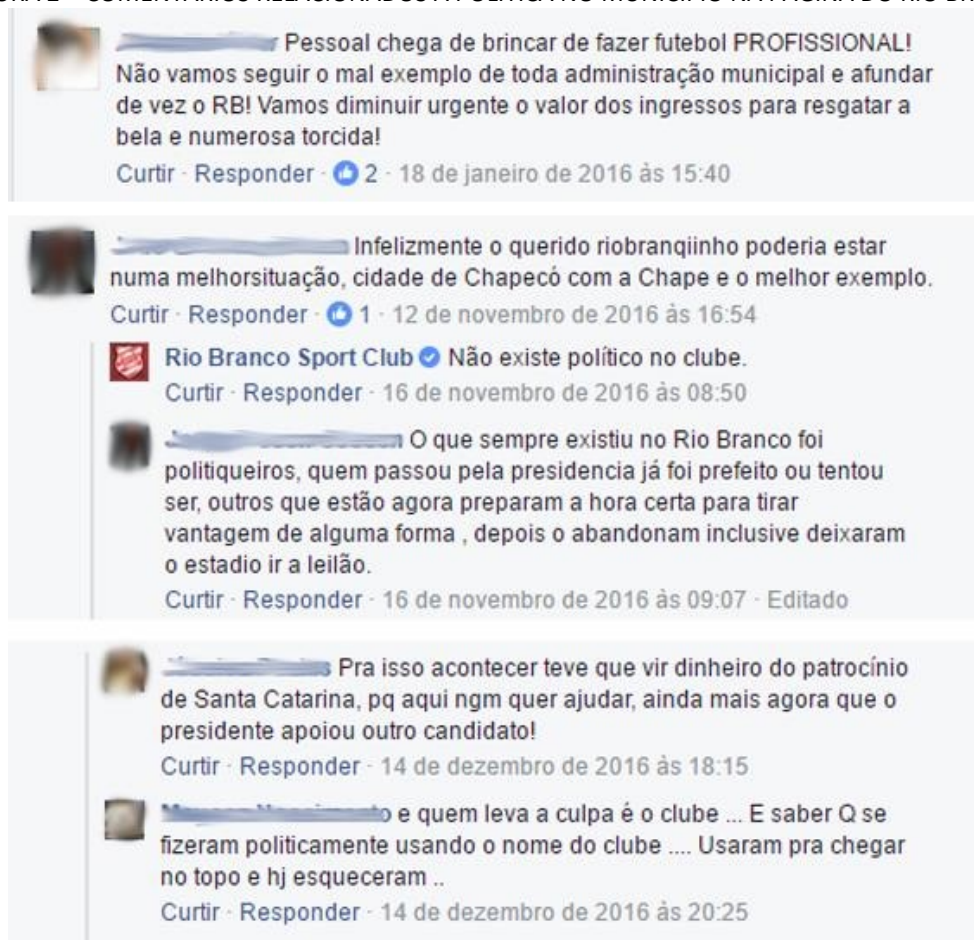 Pessoal chega de brincar de fazer futebol PROFISSIONAL!
Não vamos seguir o mal exemplo de toda administração municipal e afundar
de vez o RB! Vamos diminuir urgente o valor dos ingressos para resgatar a
bela e numerosa torcida!
Curtir · Responder · 2 · 18 de janeiro de 2016 às 15:40
Infelizmente o querido riobranqiinho poderia estar
numa melhorsituação, cidade de Chapecó com a Chape e o melhor exemplo.
Curtir · Responder · 1 · 12 de novembro de 2016 às 16:54
Rio Branco Sport Club Não existe político no clube.
Curtir · Responder · 16 de novembro de 2016 às 08:50
O que sempre existiu no Rio Branco foi
politiqueiros, quem passou pela presidencia já foi prefeito ou tentou
ser, outros que estão agora preparam a hora certa para tirar
vantagem de alguma forma , depois o abandonam inclusive deixaram
o estadio ir a leilão.
Curtir · Responder · 16 de novembro de 2016 às 09:07 · Editado
Pra isso acontecer teve que vir dinheiro do patrocínio
de Santa Catarina, pq aqui ngm quer ajudar, ainda mais agora que o
presidente apoiou outro candidato!
Curtir · Responder · 14 de dezembro de 2016 às 18:15
e quem leva a culpa é o clube ... E saber Q se
fizeram politicamente usando o nome do clube .... Usaram pra chegar
no topo e hj esqueceram ..
Curtir · Responder · 14 de dezembro de 2016 às 20:25